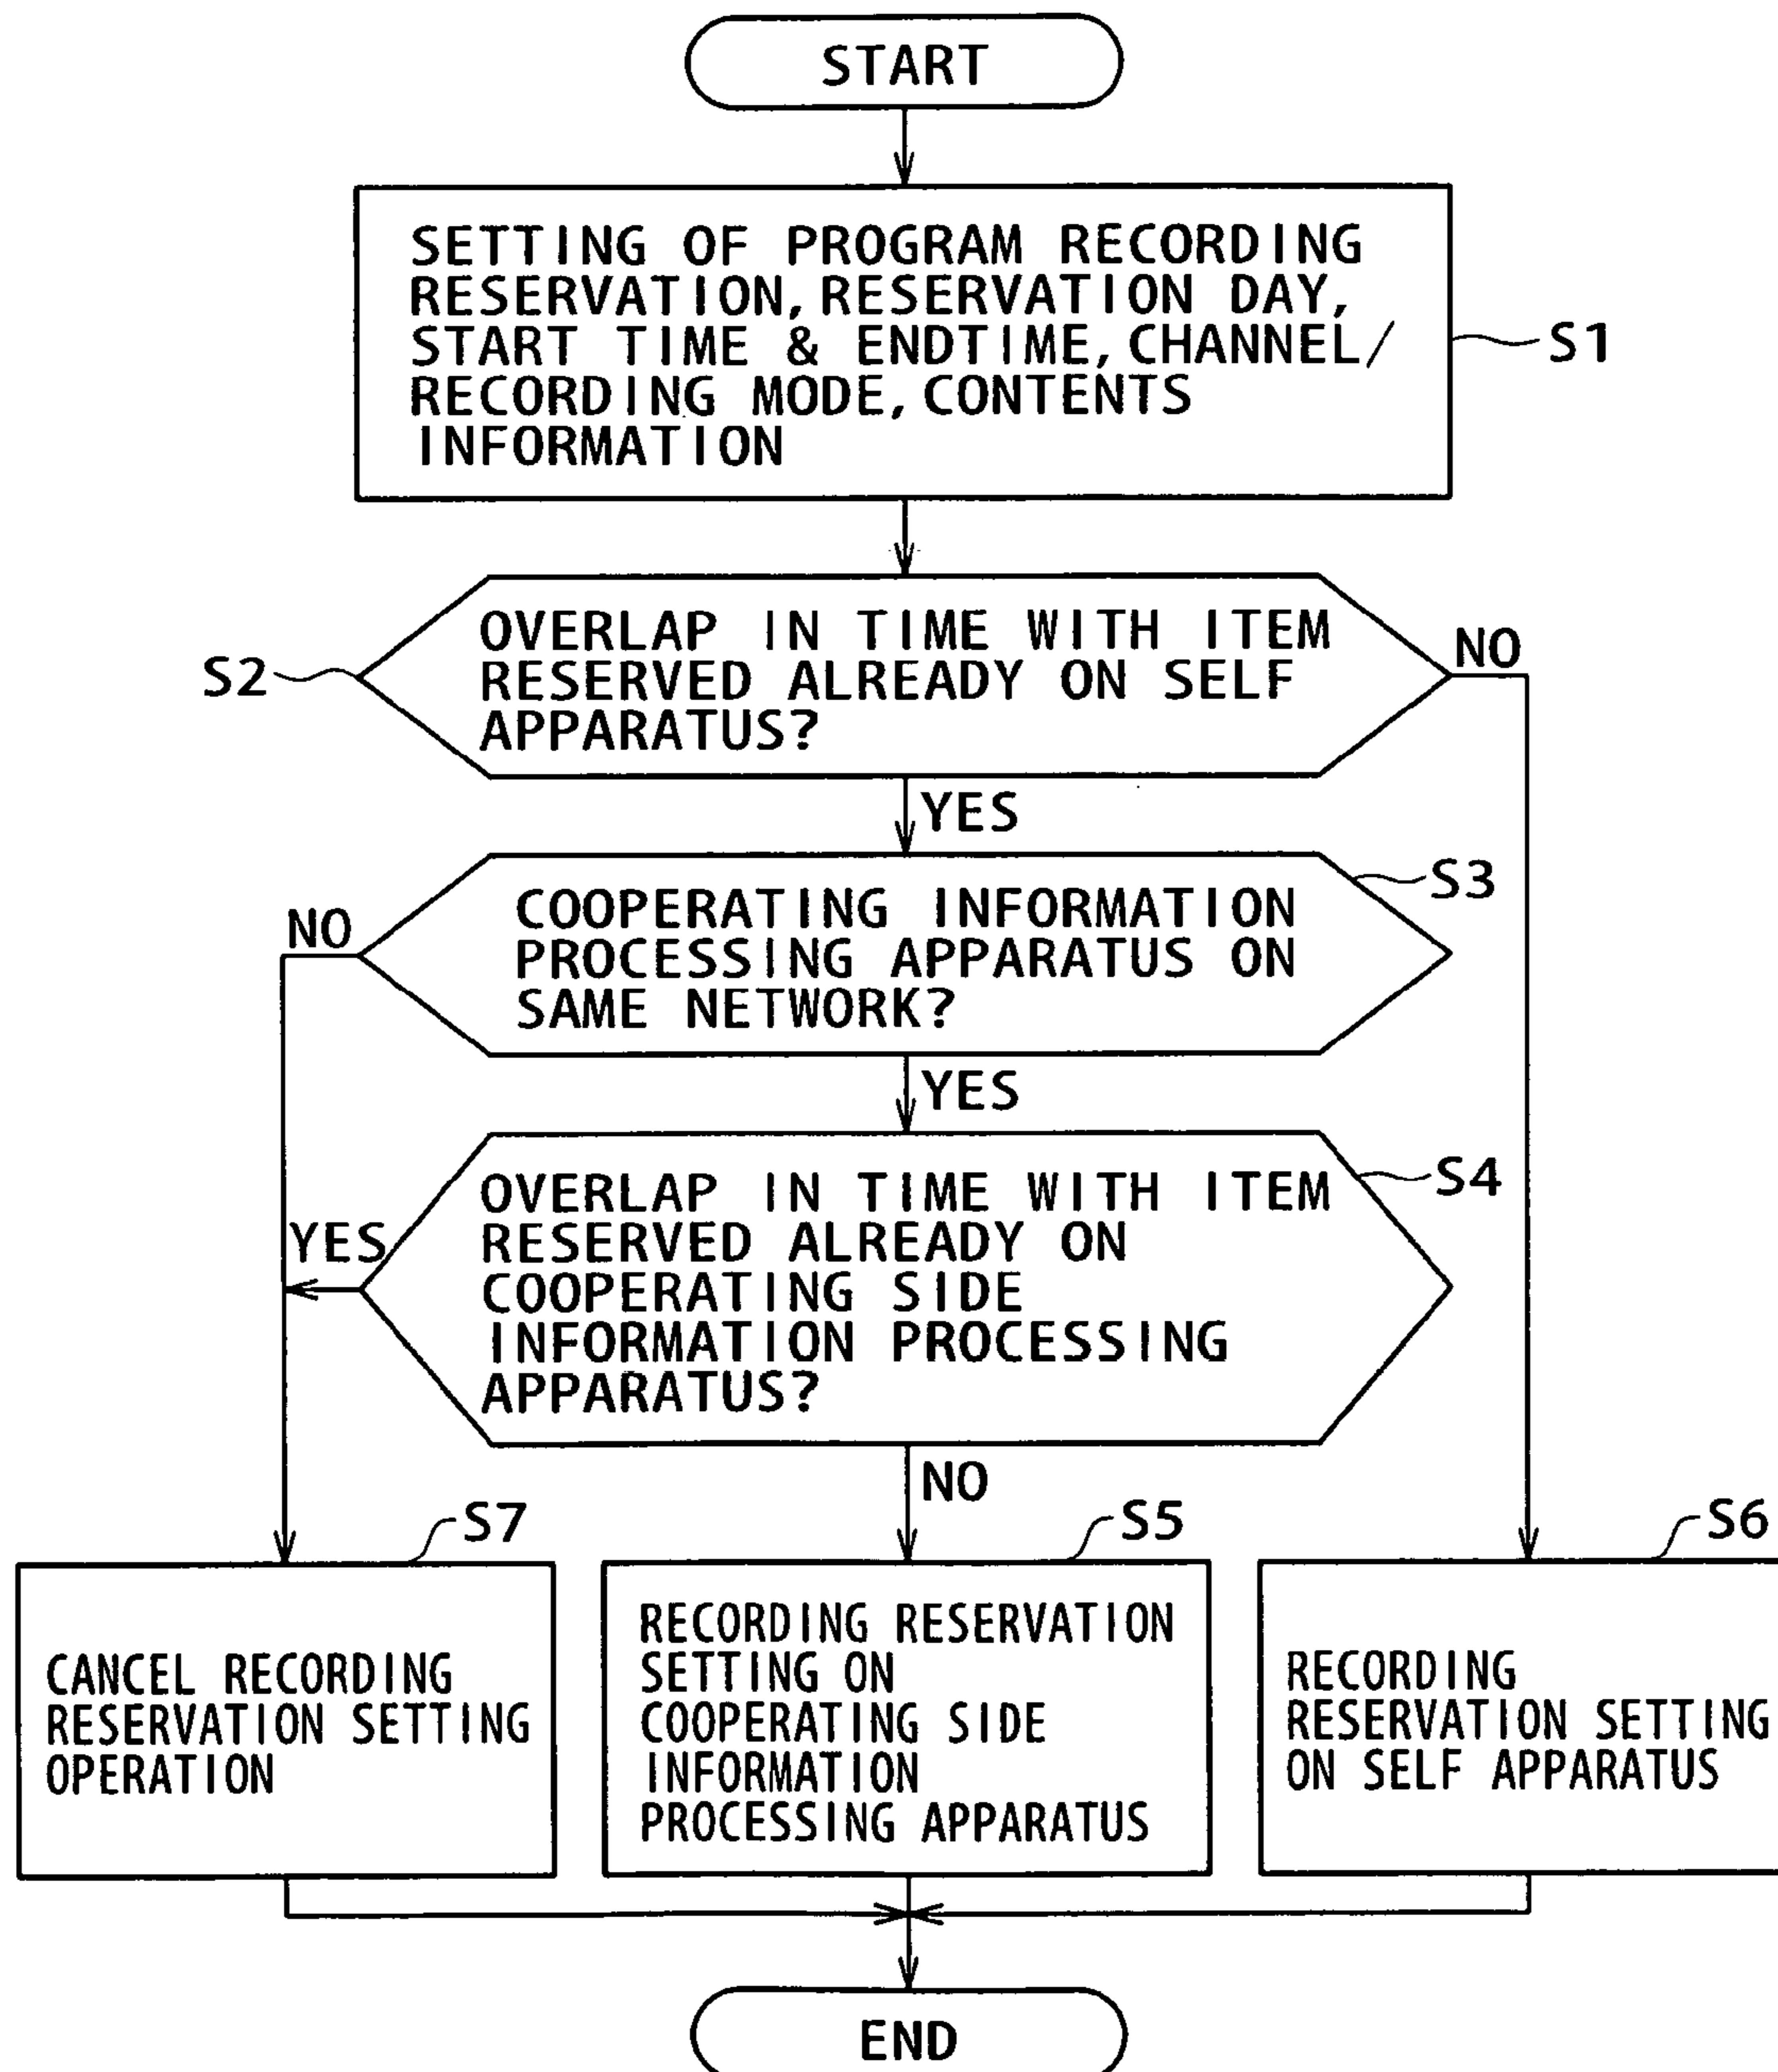 START
SETTING OF PROGRAM RECORDING
RESERVATION, RESERVATION DAY,
START TIME & ENDTIME, CHANNEL/
RECORDING MODE, CONTENTS
INFORMATION
S1
OVERLAP IN TIME WITH ITEM
RESERVED ALREADY ON SELF
APPARATUS?
S2
NO
YES
COOPERATING INFORMATION
PROCESSING APPARATUS ON
SAME NETWORK?
S3
NO
YES
OVERLAP IN TIME WITH ITEM
RESERVED ALREADY ON
COOPERATING SIDE
INFORMATION PROCESSING
APPARATUS?
S4
YES
NO
S7
CANCEL RECORDING
RESERVATION SETTING
OPERATION
S5
RECORDING RESERVATION
SETTING ON
COOPERATING SIDE
INFORMATION
PROCESSING APPARATUS
S6
RECORDING
RESERVATION SETTING
ON SELF APPARATUS
END